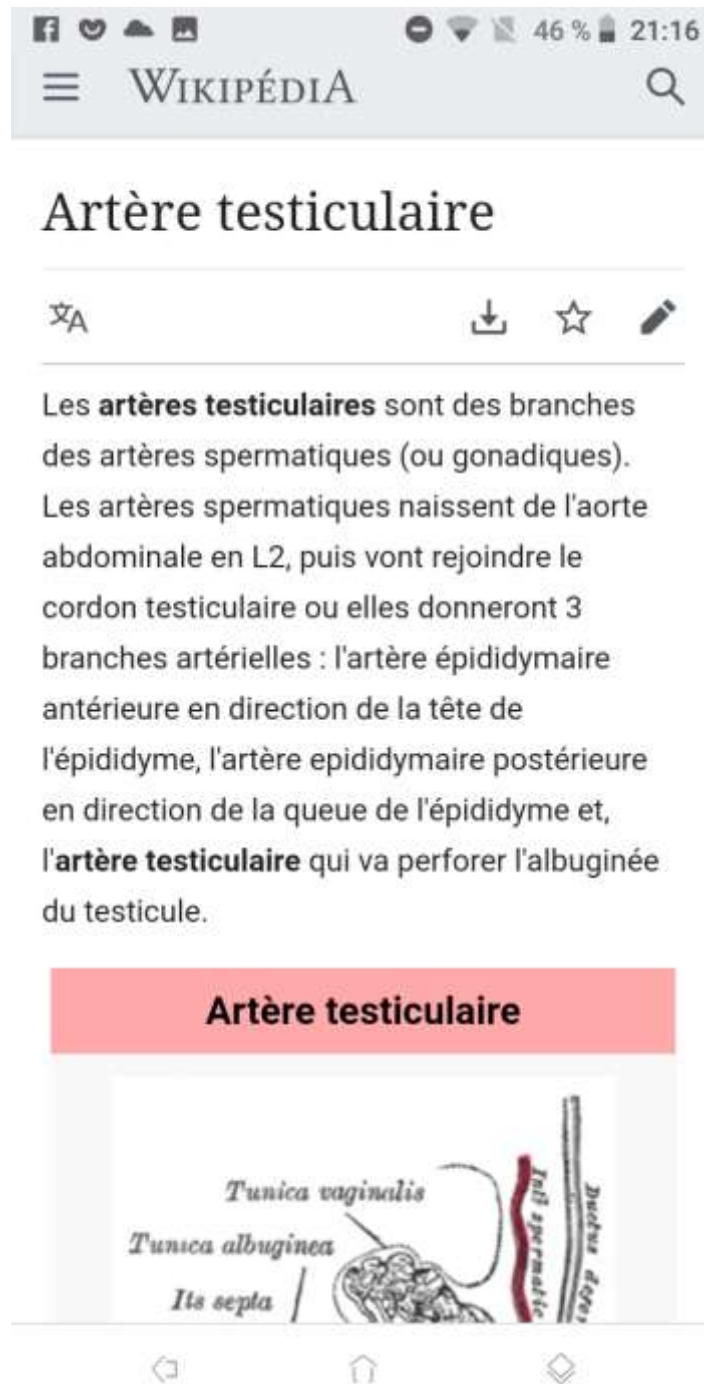 46 % 21:16
WIKIPÉDIA
Artère testiculaire
Les artères testiculaires sont des branches
des artères spermatiques (ou gonadiques).
Les artères spermatiques naissent de l'aorte
abdominale en L2, puis vont rejoindre le
cordon testiculaire ou elles donneront 3
branches artérielles : l'artère épididymaire
antérieure en direction de la tête de
l'épididyme, l'artère epididymaire postérieure
en direction de la queue de l'épididyme et,
l'artère testiculaire qui va perforer l'albuginée
du testicule.
Artère testiculaire
Tunica vaginalis
Tunica albuginea
Its septa
Ductus